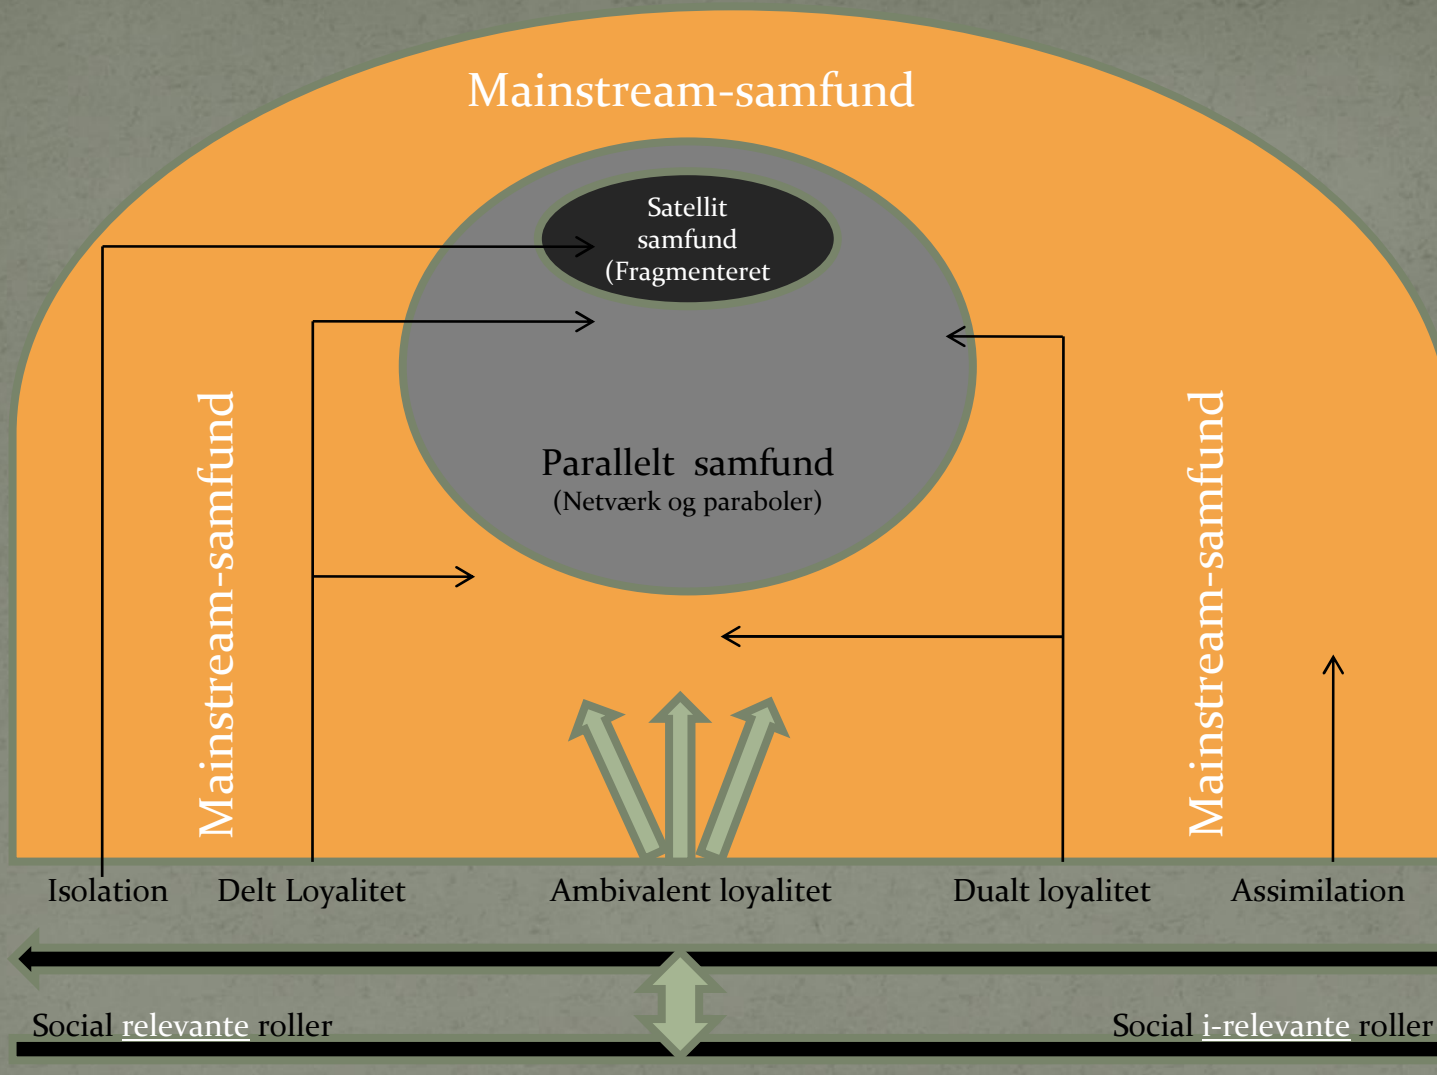 Mainstream-samfund
Satellit
samfund
(Fragmenteret
Parallelt samfund
(Netværk og paraboler)
Mainstream-samfund
Mainstream-samfund
Isolation
Delt Loyalitet
Ambivalent loyalitet
Dualt loyalitet
Assimilation
Social relevante roller
Social i-relevante roller